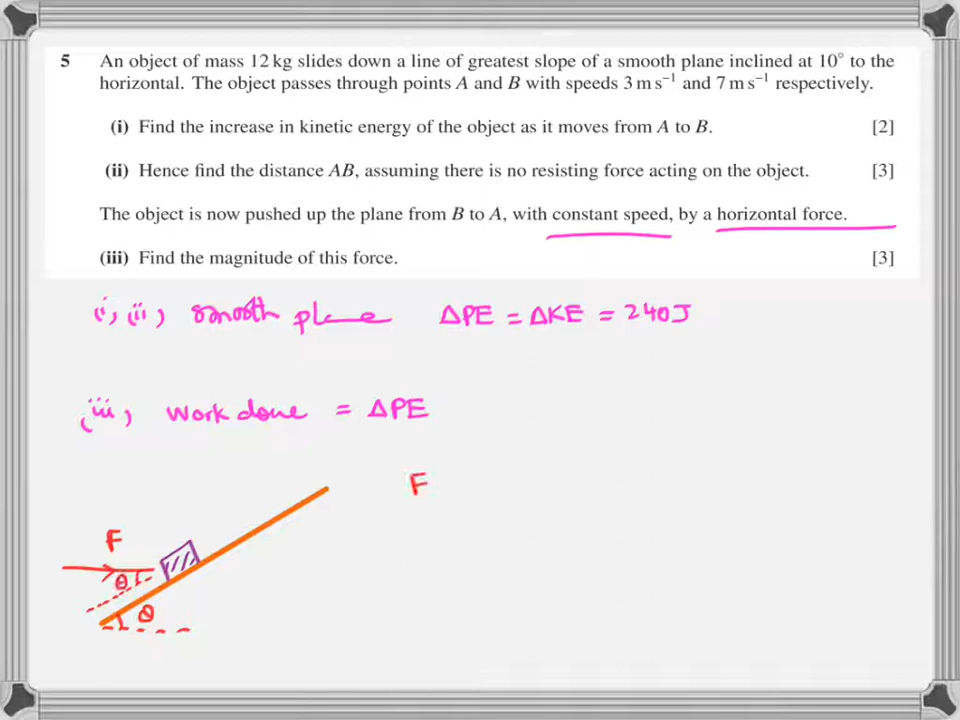 5 An object of mass 12 kg slides down a line of greatest slope of a smooth plane inclined at 10° to the
horizontal. The object passes through points A and B with speeds 3 m s⁻¹ and 7 m s⁻¹ respectively.
(i) Find the increase in kinetic energy of the object as it moves from A to B. [2]
(ii) Hence find the distance AB, assuming there is no resisting force acting on the object. [3]
The object is now pushed up the plane from B to A, with constant speed, by a horizontal force.
(iii) Find the magnitude of this force. [3]
(i), (ii) smooth plane ΔPE = ΔKE = 240J
(iii) work done = ΔPE
F
F
θ
θ